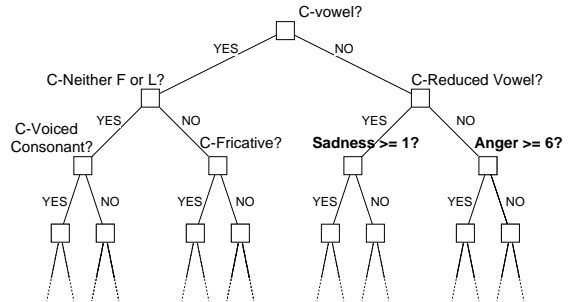 C-vowel?
YES
NO
C-Neither F or L?
C-Reduced Vowel?
YES
NO
YES
NO
C-Voiced
Consonant?
C-Fricative?
Sadness >= 1?
Anger >= 6?
YES
NO
YES
NO
YES
NO
YES
NO